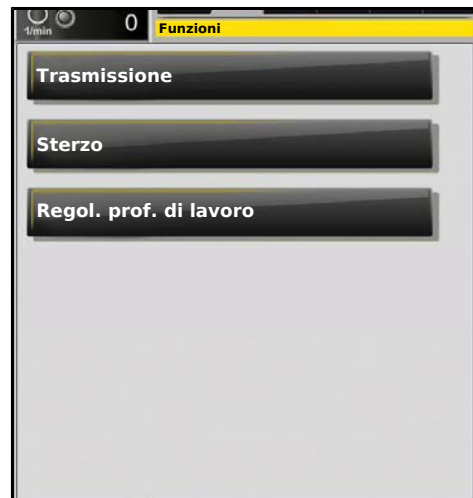 1/min
0
Funzioni
Trasmissione
Sterzo
Regol. prof. di lavoro